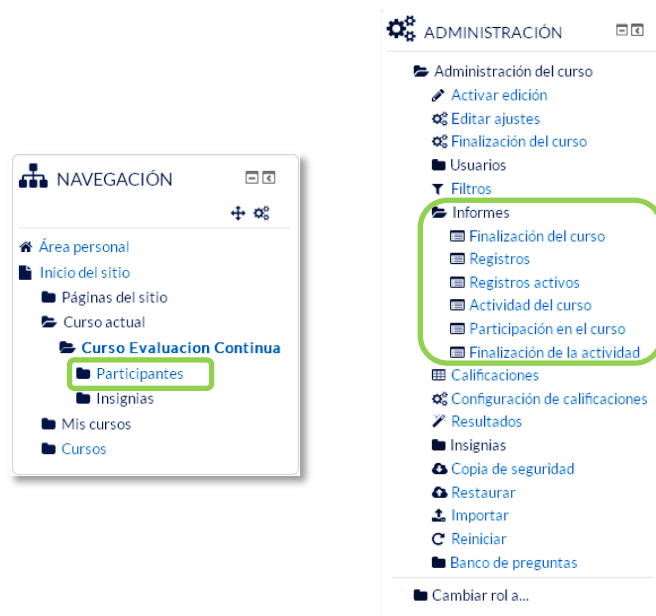 NAVEGACIÓN
Área personal
Inicio del sitio
Páginas del sitio
Curso actual
Curso Evaluacion Continua
Participantes
Insignias
Mis cursos
Cursos
ADMINISTRACIÓN
Administración del curso
Activar edición
Editar ajustes
Finalización del curso
Usuarios
Filtros
Informes
Finalización del curso
Registros
Registros activos
Actividad del curso
Participación en el curso
Finalización de la actividad
Calificaciones
Configuración de calificaciones
Resultados
Insignias
Copia de seguridad
Restaurar
Importar
Reiniciar
Banco de preguntas
Cambiar rol a...